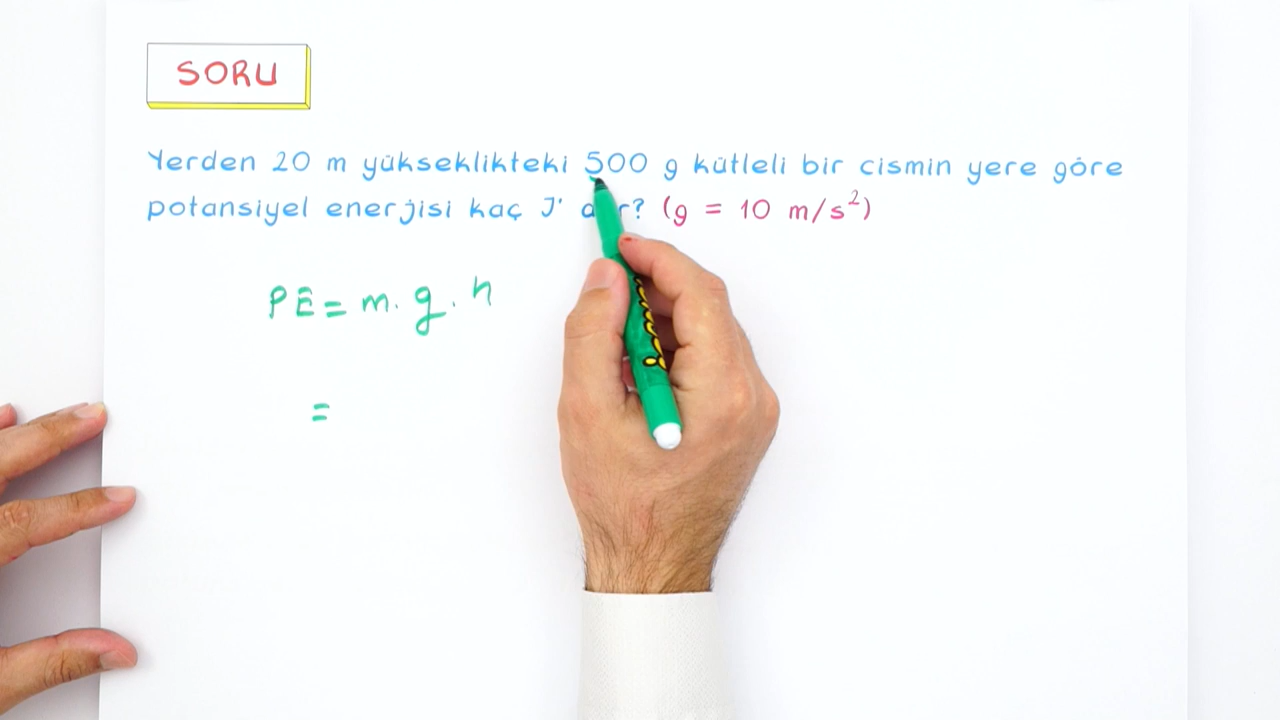 SORU
Yerden 20 m yükseklikteki 500 g kütleli bir cismin yere göre
potansiyel enerjisi kaç J' r? (g = 10 m/s²)
PE = m. g. h
=